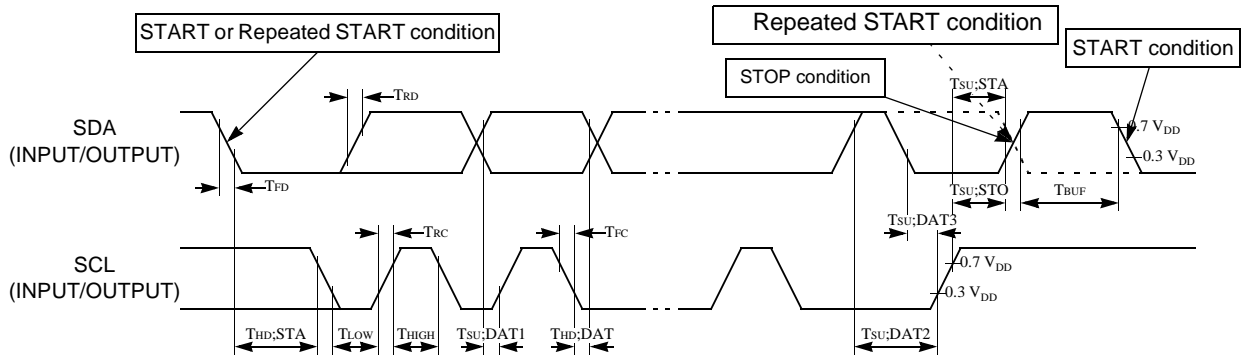 START or Repeated START condition
Repeated START condition
START condition
STOP condition
TSU;STA
TRD
SDA
(INPUT/OUTPUT)
0.7 VDD
0.3 VDD
TFD
TSU;STO
TBUF
TSU;DAT3
TRC
TFC
SCL
(INPUT/OUTPUT)
0.7 VDD
0.3 VDD
THD;STA
TLOW
THIGH
TSU;DAT1
THD;DAT
TSU;DAT2